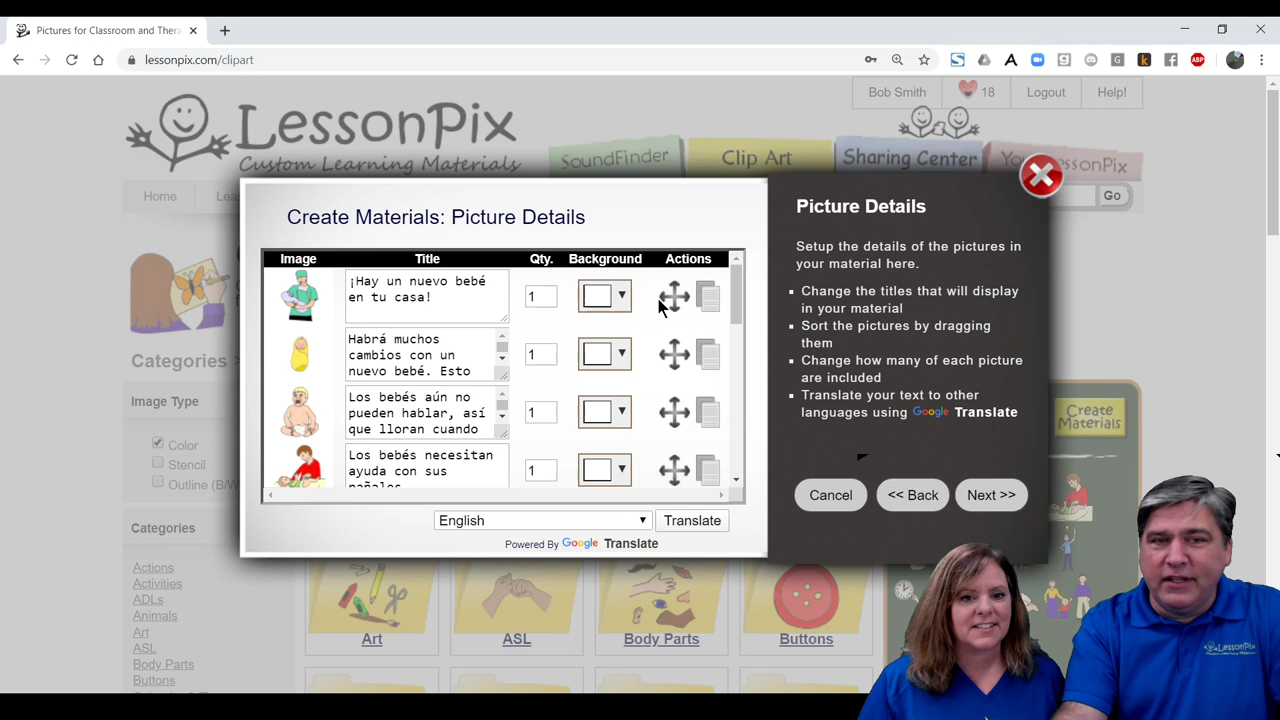 Pictures for Classroom and Thera
lessonpix.com/clipart
ABP
Bob Smith
18
Logout
Help!
LessonPix
Custom Learning Materials
SoundFinder
Clip Art
Sharing Center
LessonPix
Home
Go
Create Materials: Picture Details
Image Title Qty. Background Actions
¡Hay un nuevo bebé
en tu casa!
1
Habrá muchos
cambios con un
nuevo bebé. Esto
1
Los bebés aún no
pueden hablar, así
que lloran cuando
1
Los bebés necesitan
ayuda con sus
pañales
1
English
Translate
Powered By Google Translate
Picture Details
Setup the details of the pictures in
your material here.
Change the titles that will display
in your material
Sort the pictures by dragging
them
Change how many of each picture
are included
Translate your text to other
languages using Google Translate
Cancel
<< Back
Next >>
Categories
Image Type
Color
Stencil
Outline (B/W
Categories
Actions
Activities
ADLs
Animals
Art
ASL
Body Parts
Buttons
Create
Materials
Art
ASL
Body Parts
Buttons
LessonPix